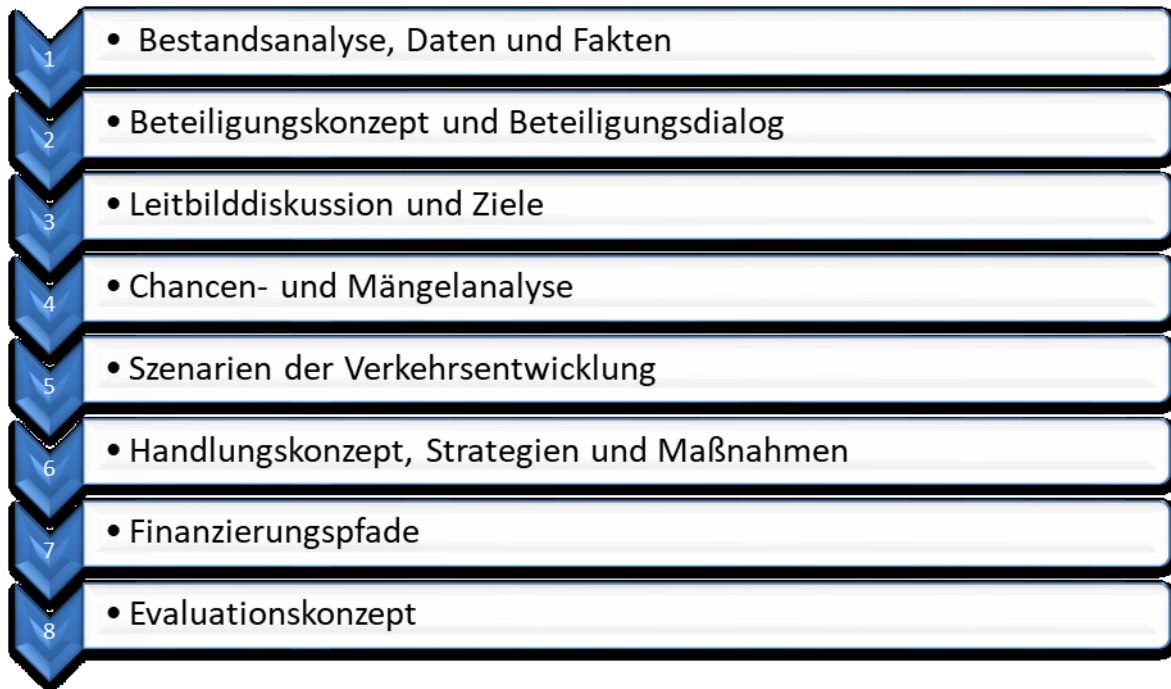 1 • Bestandsanalyse, Daten und Fakten
2 • Beteiligungskonzept und Beteiligungsdialog
3 • Leitbilddiskussion und Ziele
4 • Chancen- und Mängelanalyse
5 • Szenarien der Verkehrsentwicklung
6 • Handlungskonzept, Strategien und Maßnahmen
7 • Finanzierungspfade
8 • Evaluationskonzept